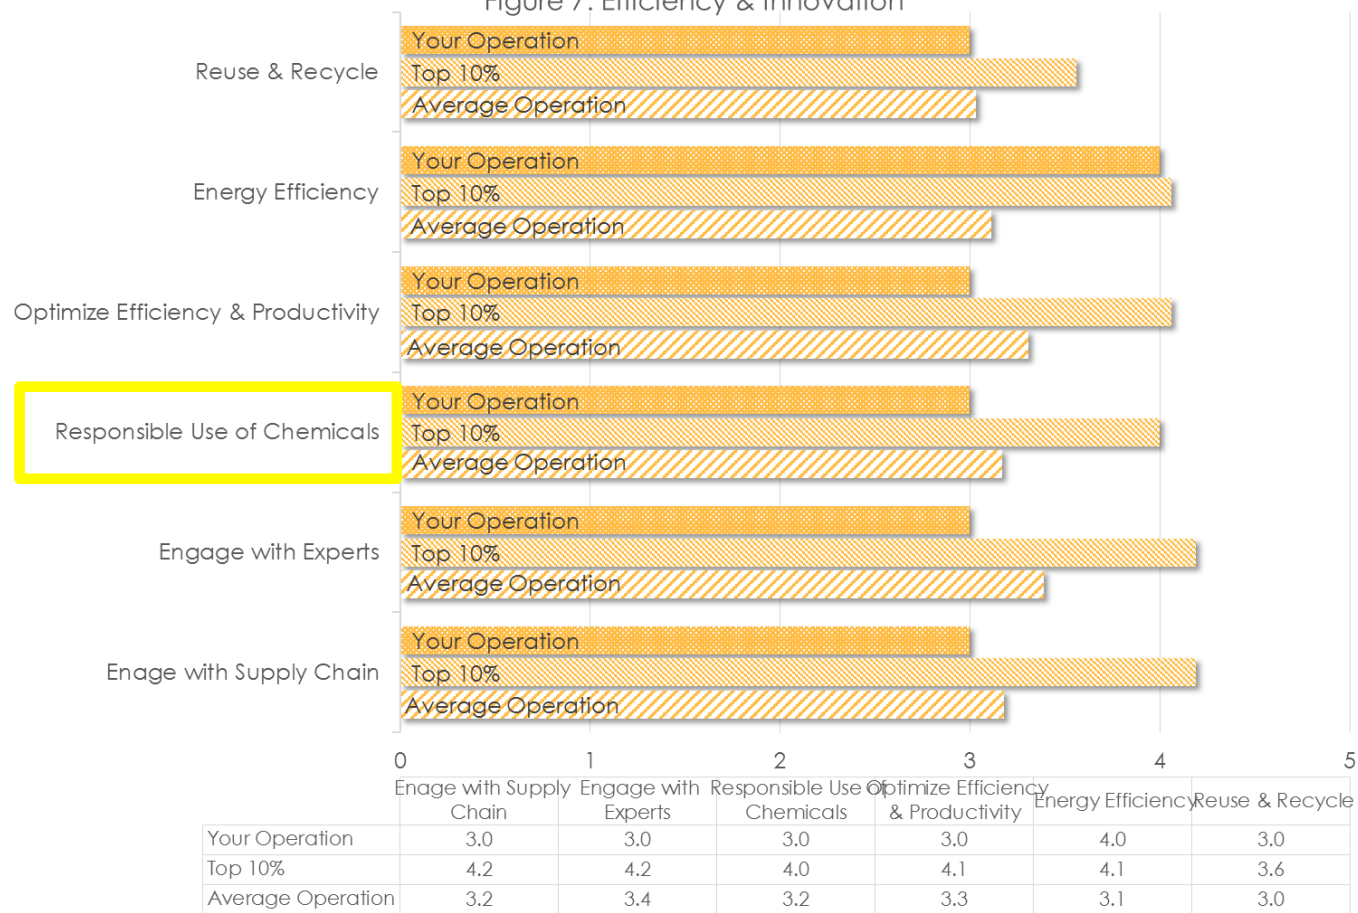 Figure 7. Efficiency & Innovation
Reuse & Recycle
Your Operation
Top 10%
Average Operation
Energy Efficiency
Your Operation
Top 10%
Average Operation
Optimize Efficiency & Productivity
Your Operation
Top 10%
Average Operation
Responsible Use of Chemicals
Your Operation
Top 10%
Average Operation
Engage with Experts
Your Operation
Top 10%
Average Operation
Enage with Supply Chain
Your Operation
Top 10%
Average Operation
0 1 2 3 4 5
Enage with Supply Chain
Engage with Experts
Responsible Use Of Chemicals
Optimize Efficiency & Productivity
Energy Efficiency
Reuse & Recycle
Your Operation 3.0 3.0 3.0 3.0 4.0 3.0
Top 10% 4.2 4.2 4.0 4.1 4.1 3.6
Average Operation 3.2 3.4 3.2 3.3 3.1 3.0